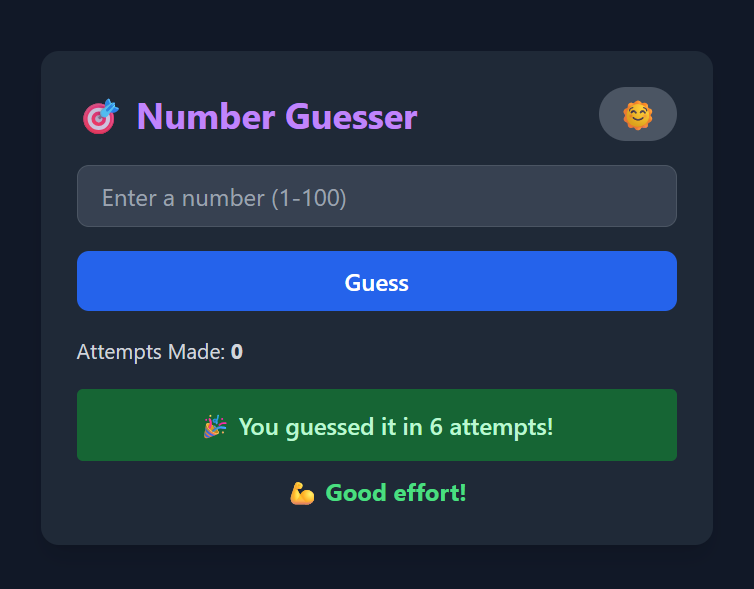 Number Guesser
Enter a number (1-100)
Guess
Attempts Made: 0
You guessed it in 6 attempts!
Good effort!